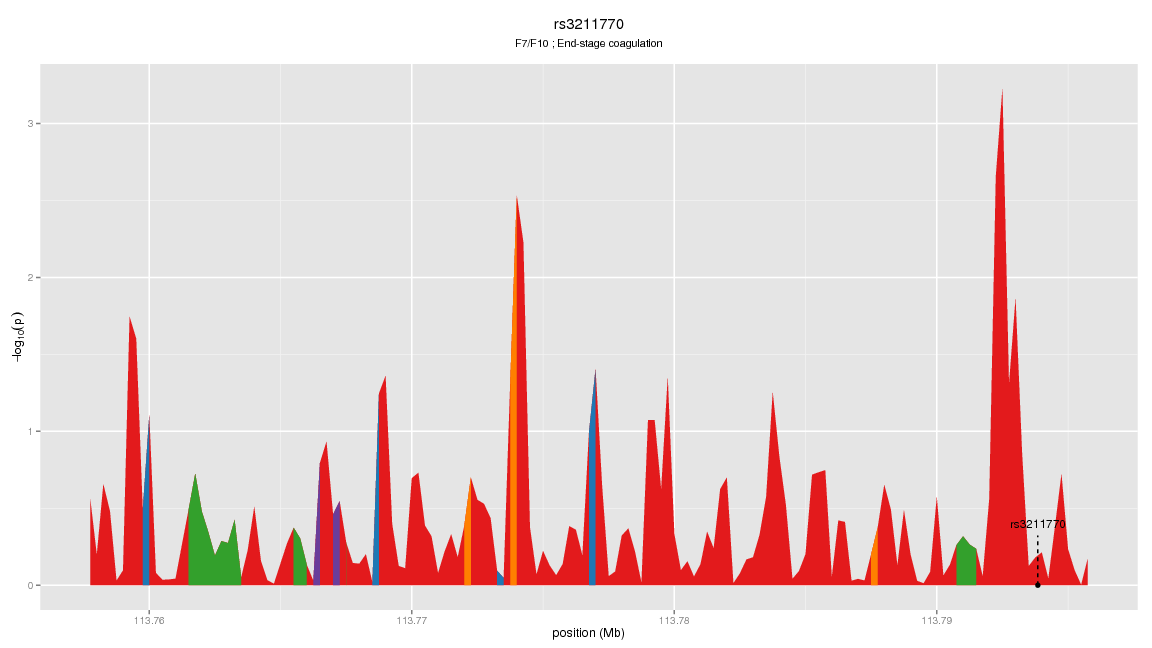 rs3211770
F7/F10 ; End-stage coagulation
3
2
1
0
−log10(p)
rs3211770
113.76 113.77 113.78 113.79
position (Mb)